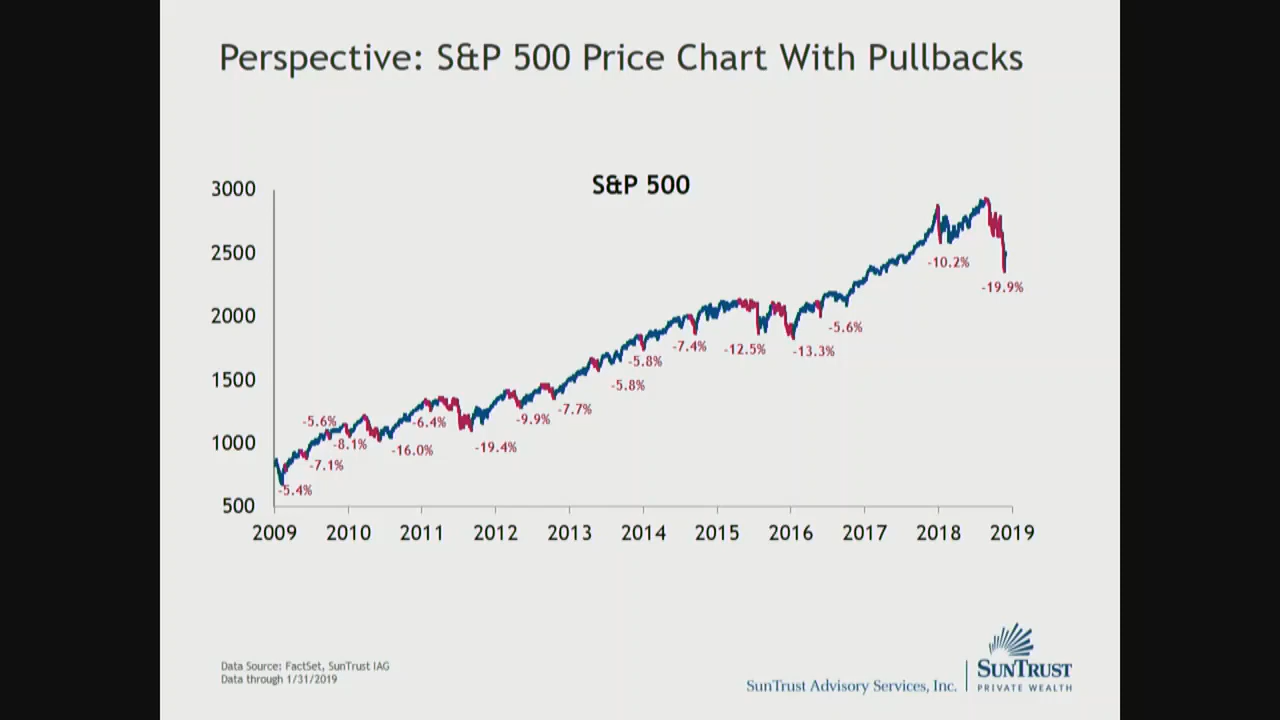 Perspective: S&P 500 Price Chart With Pullbacks
S&P 500
3000
2500
2000
1500
1000
500
-5.4%
-7.1%
-5.6%
-8.1%
-16.0%
-6.4%
-19.4%
-9.9%
-7.7%
-5.8%
-5.8%
-7.4%
-12.5%
-13.3%
-5.6%
-10.2%
-19.9%
2009 2010 2011 2012 2013 2014 2015 2016 2017 2018 2019
Data Source: FactSet, SunTrust IAG
Data through 1/31/2019
SunTrust Advisory Services, Inc.
SUNTRUST
PRIVATE WEALTH